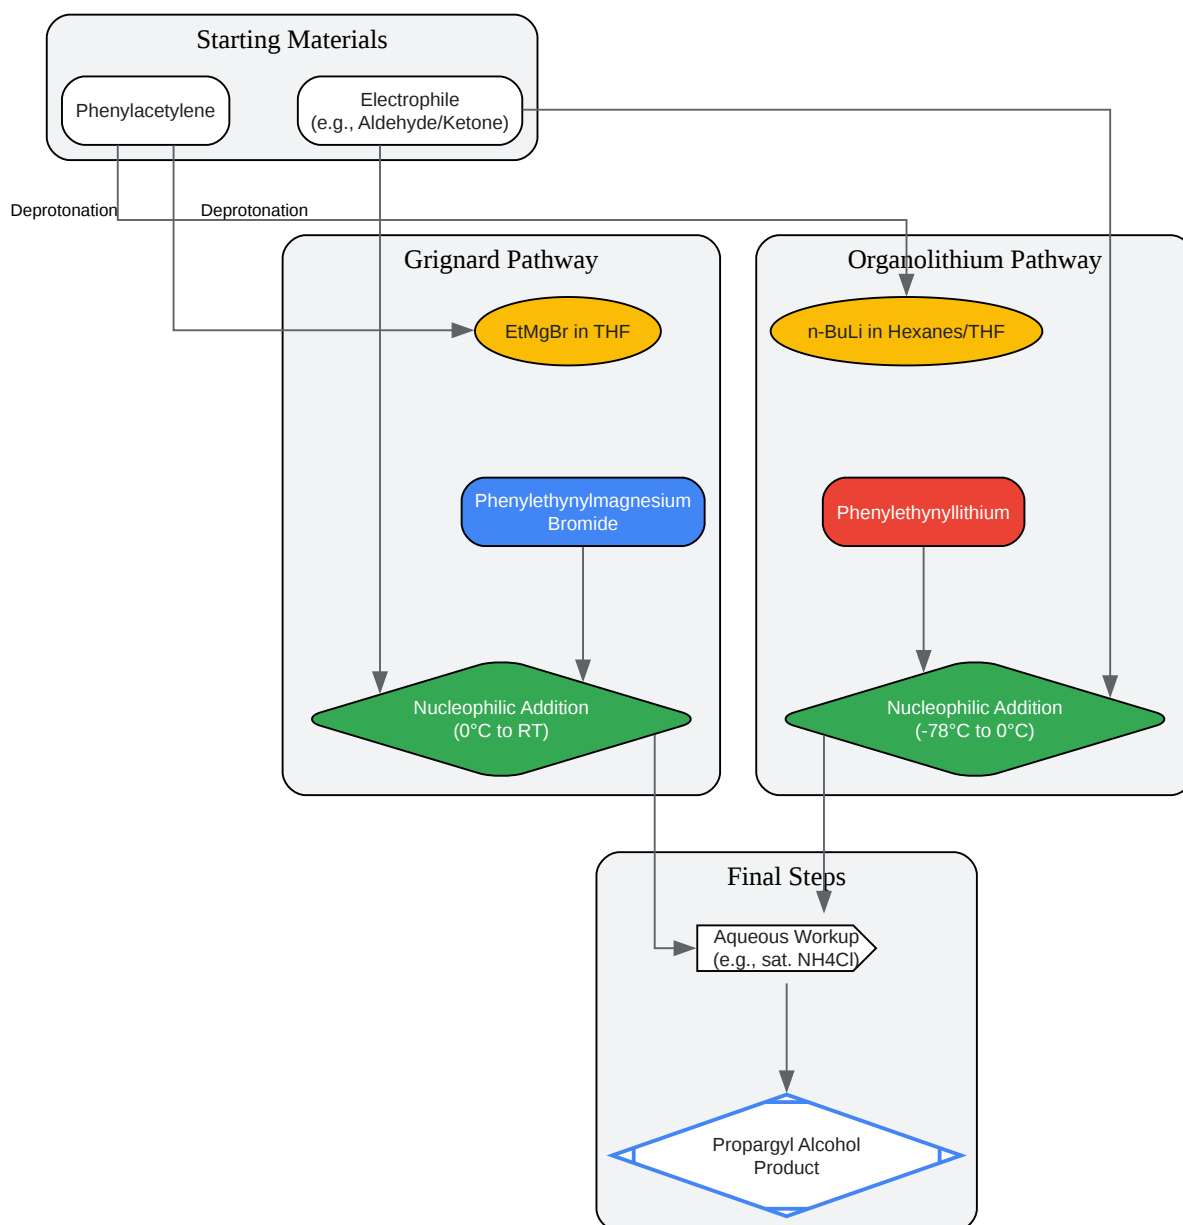 Starting Materials
Phenylacetylene
Electrophile
(e.g., Aldehyde/Ketone)
Deprotonation
Deprotonation
Grignard Pathway
Organolithium Pathway
EtMgBr in THF
n-BuLi in Hexanes/THF
Phenylethynylmagnesium
Bromide
Phenylethynyllithium
Nucleophilic Addition
(0°C to RT)
Nucleophilic Addition
(-78°C to 0°C)
Final Steps
Aqueous Workup
(e.g., sat. NH4Cl)
Propargyl Alcohol
Product